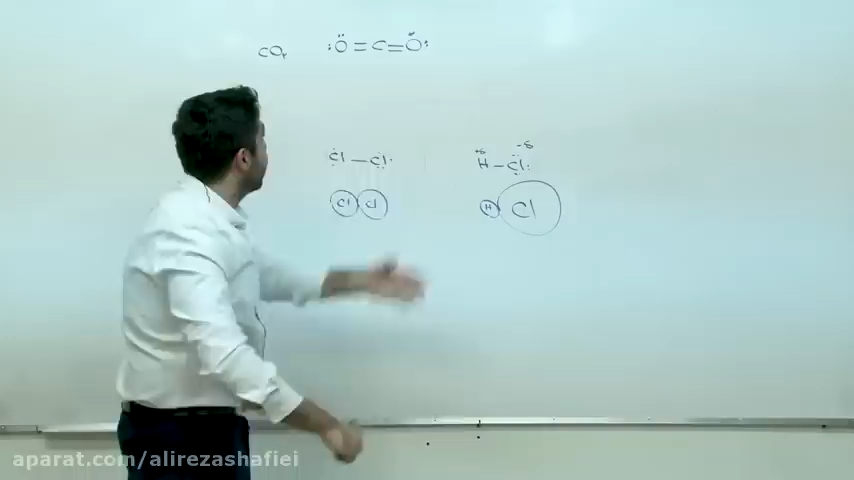 CO₂ :Ö=C=Ö:
Cl—Cl
+δ -δ
H—Cl:
Cl Cl H Cl
aparat.com/alirezashafiei